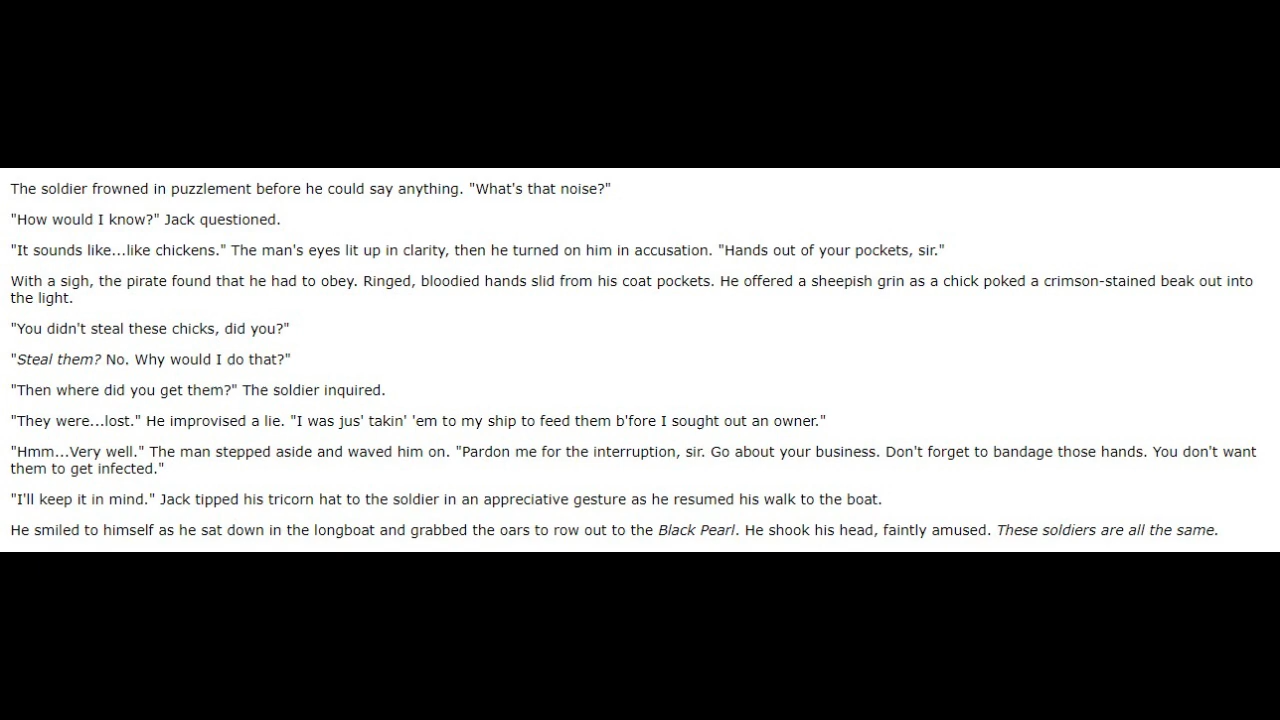 The soldier frowned in puzzlement before he could say anything. "What's that noise?"
"How would I know?" Jack questioned.
"It sounds like...like chickens." The man's eyes lit up in clarity, then he turned on him in accusation. "Hands out of your pockets, sir."
With a sigh, the pirate found that he had to obey. Ringed, bloodied hands slid from his coat pockets. He offered a sheepish grin as a chick poked a crimson-stained beak out into
the light.
"You didn't steal these chicks, did you?"
"Steal them? No. Why would I do that?"
"Then where did you get them?" The soldier inquired.
"They were...lost." He improvised a lie. "I was jus' takin' 'em to my ship to feed them b'fore I sought out an owner."
"Hmm...Very well." The man stepped aside and waved him on. "Pardon me for the interruption, sir. Go about your business. Don't forget to bandage those hands. You don't want
them to get infected."
"I'll keep it in mind." Jack tipped his tricorn hat to the soldier in an appreciative gesture as he resumed his walk to the boat.
He smiled to himself as he sat down in the longboat and grabbed the oars to row out to the Black Pearl. He shook his head, faintly amused. These soldiers are all the same.